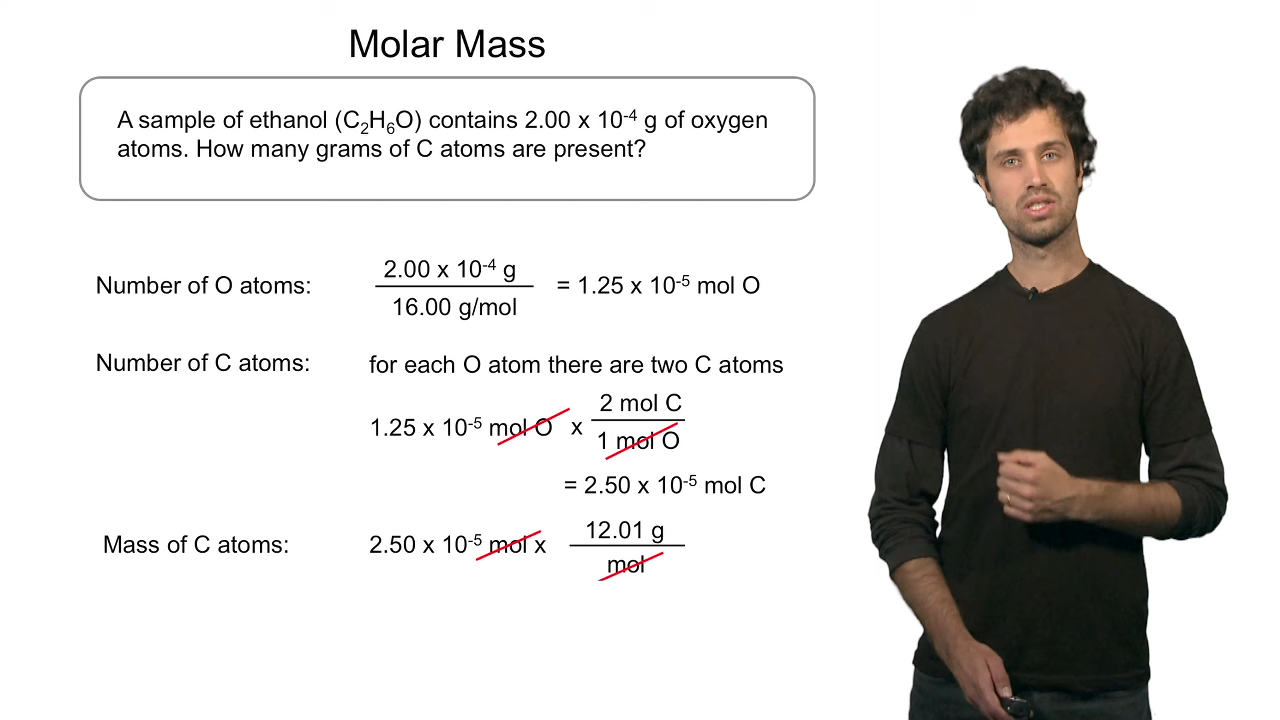 Molar Mass
A sample of ethanol (C₂H₆O) contains 2.00 x 10⁻⁴ g of oxygen
atoms. How many grams of C atoms are present?
Number of O atoms:
2.00 x 10⁻⁴ g
16.00 g/mol
= 1.25 x 10⁻⁵ mol O
Number of C atoms:
for each O atom there are two C atoms
1.25 x 10⁻⁵ mol O x
2 mol C
1 mol O
= 2.50 x 10⁻⁵ mol C
Mass of C atoms:
2.50 x 10⁻⁵ mol x
12.01 g
mol